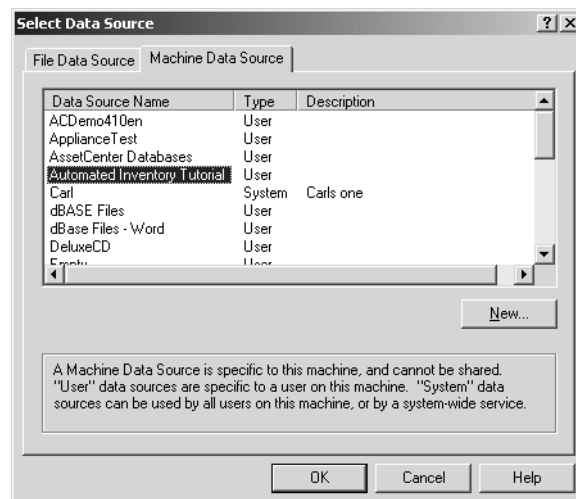 Select Data Source
File Data Source Machine Data Source
Data Source Name Type Description
ACDemo410en User
ApplianceTest User
AssetCenter Databases User
Automated Inventory Tutorial User
Carl System Carls one
dBASE Files User
dBase Files - Word User
DeluxeCD User
Empty User
New...
A Machine Data Source is specific to this machine, and cannot be shared.
"User" data sources are specific to a user on this machine. "System" data
sources can be used by all users on this machine, or by a system-wide service.
OK Cancel Help